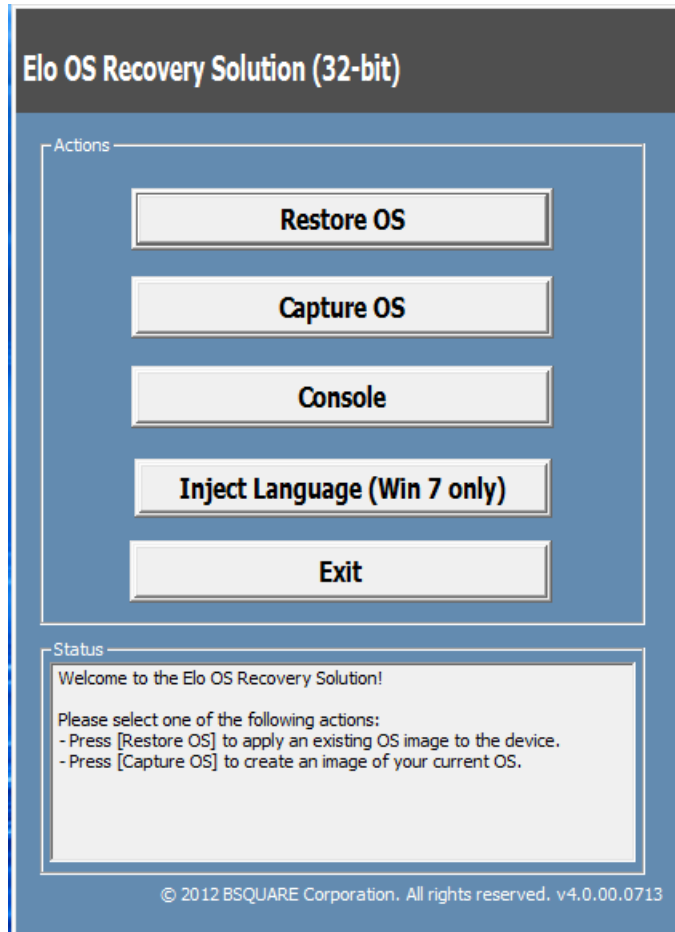 Elo OS Recovery Solution (32-bit)
Actions
Restore OS
Capture OS
Console
Inject Language (Win 7 only)
Exit
Status
Welcome to the Elo OS Recovery Solution!
Please select one of the following actions:
- Press [Restore OS] to apply an existing OS image to the device.
- Press [Capture OS] to create an image of your current OS.
© 2012 BSQUARE Corporation. All rights reserved. v4.0.00.0713